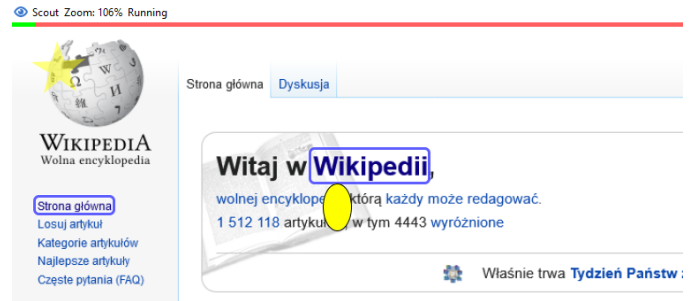 Scout Zoom: 106% Running
WIKIPEDIA
Wolna encyklopedia
Strona główna
Losuj artykuł
Kategorie artykułów
Najlepsze artykuły
Częste pytania (FAQ)
Strona główna Dyskusja
Witaj w Wikipedii,
wolnej którą każdy może redagować.
1 512 118 w tym 4443 wyróżnione
Właśnie trwa Tydzień Państw